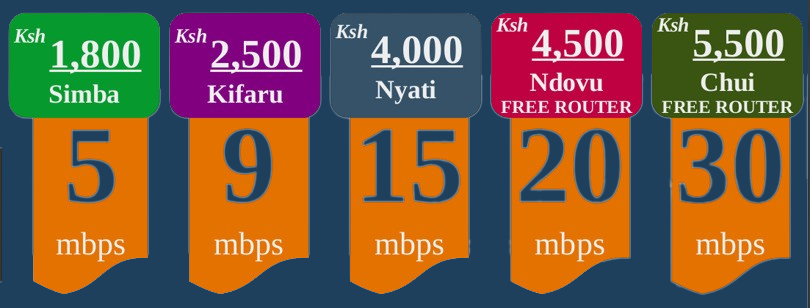 Ksh 1,800
Simba
5
mbps
Ksh 2,500
Kifaru
9
mbps
Ksh 4,000
Nyati
15
mbps
Ksh 4,500
Ndovu
FREE ROUTER
20
mbps
Ksh 5,500
Chui
FREE ROUTER
30
mbps